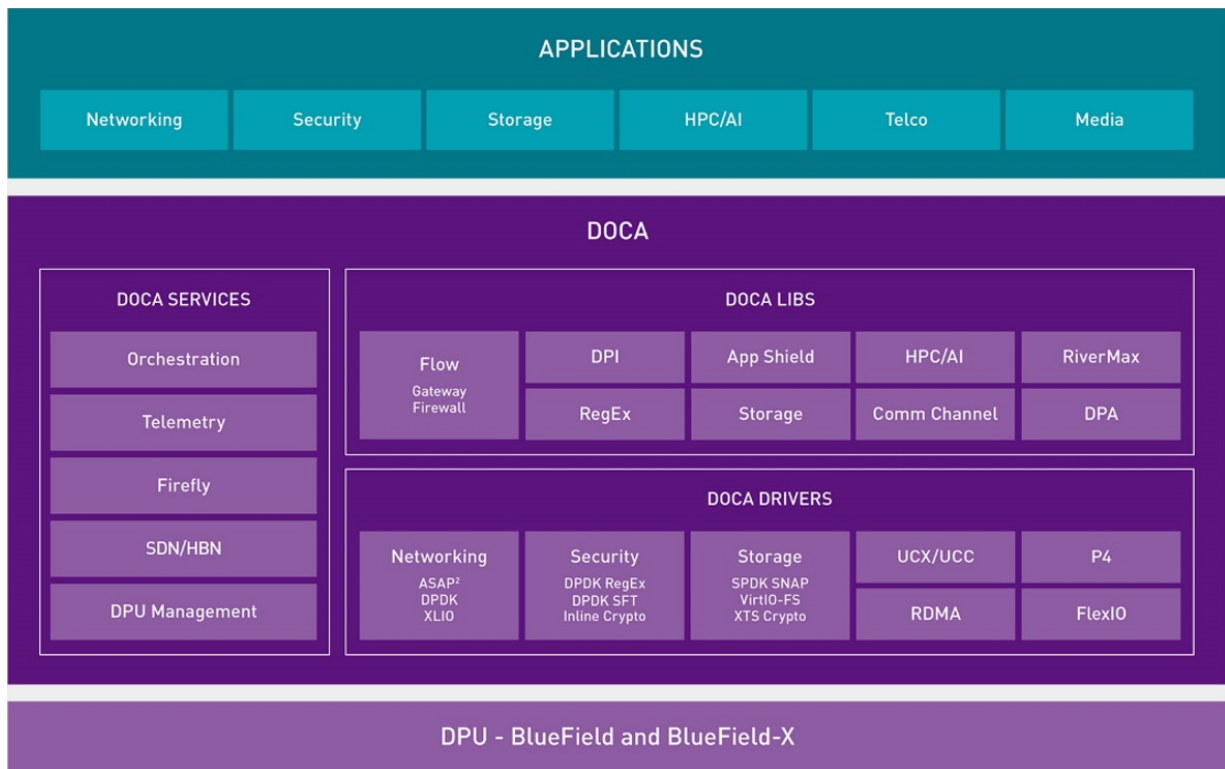 APPLICATIONS
Networking
Security
Storage
HPC/AI
Telco
Media
DOCA
DOCA SERVICES
Orchestration
Telemetry
Firefly
SDN/HBN
DPU Management
DOCA LIBS
Flow
Gateway
Firewall
DPI
App Shield
HPC/AI
RiverMax
RegEx
Storage
Comm Channel
DPA
DOCA DRIVERS
Networking
ASAP²
DPDK
XLIO
Security
DPDK RegEx
DPDK SFT
Inline Crypto
Storage
SPDK SNAP
VirtIO-FS
XTS Crypto
UCX/UCC
P4
RDMA
FlexIO
DPU - BlueField and BlueField-X